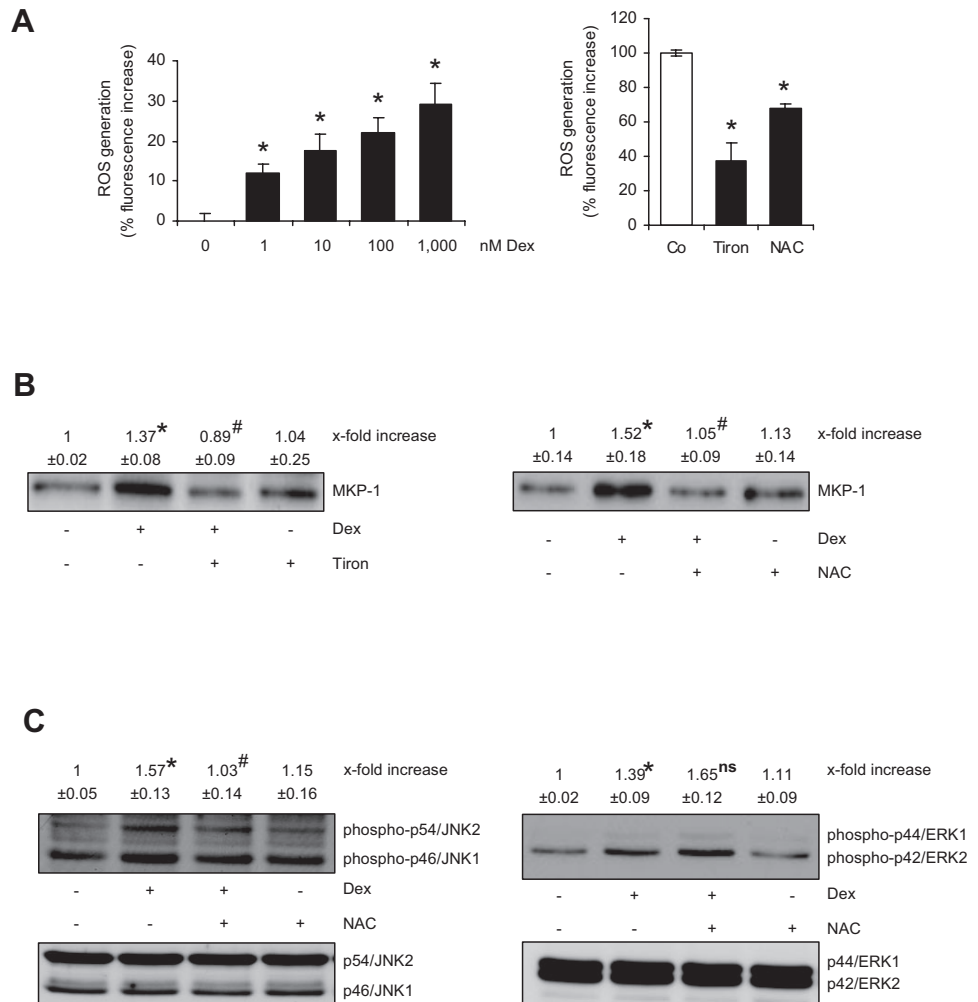 A
ROS generation
(% fluorescence increase)
40
30
20
10
0
*
*
*
*
0 1 10 100 1,000 nM Dex
ROS generation
(% fluorescence increase)
120
100
80
60
40
20
0
*
*
Co Tiron NAC
B
1 1.37* 0.89# 1.04 x-fold increase
±0.02 ±0.08 ±0.09 ±0.25
MKP-1
- + + - Dex
- - + + Tiron
1 1.52* 1.05# 1.13 x-fold increase
±0.14 ±0.18 ±0.09 ±0.14
MKP-1
- + + - Dex
- - + + NAC
C
1 1.57* 1.03# 1.15 x-fold increase
±0.05 ±0.13 ±0.14 ±0.16
phospho-p54/JNK2
phospho-p46/JNK1
- + + - Dex
- - + + NAC
p54/JNK2
p46/JNK1
1 1.39* 1.65ns 1.11 x-fold increase
±0.02 ±0.09 ±0.12 ±0.09
phospho-p44/ERK1
phospho-p42/ERK2
- + + - Dex
- - + + NAC
p44/ERK1
p42/ERK2